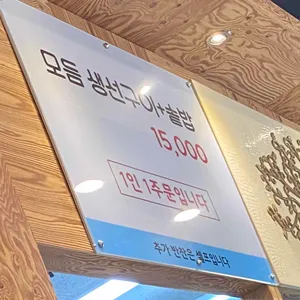 모듬 생선구이+솥밥
15,000
1인 1주문입니다
추가 반찬은 셀프입니다